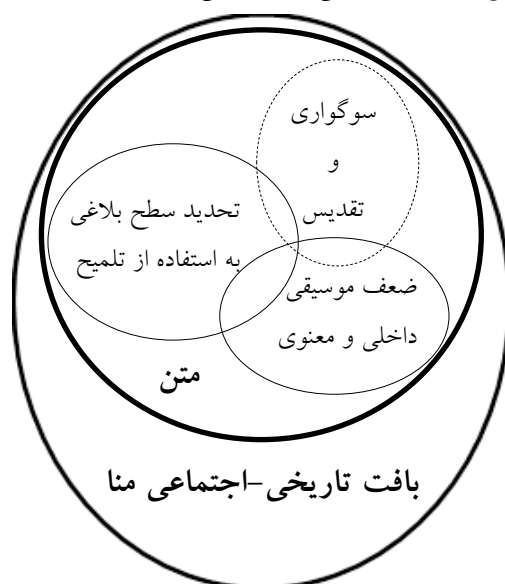 سوگواری
و
تقدیس
تحدید سطح بلاغی
به استفاده از تلمیح
ضعف موسیقی
داخلی و معنوی
متن
بافت تاریخی-اجتماعی منا